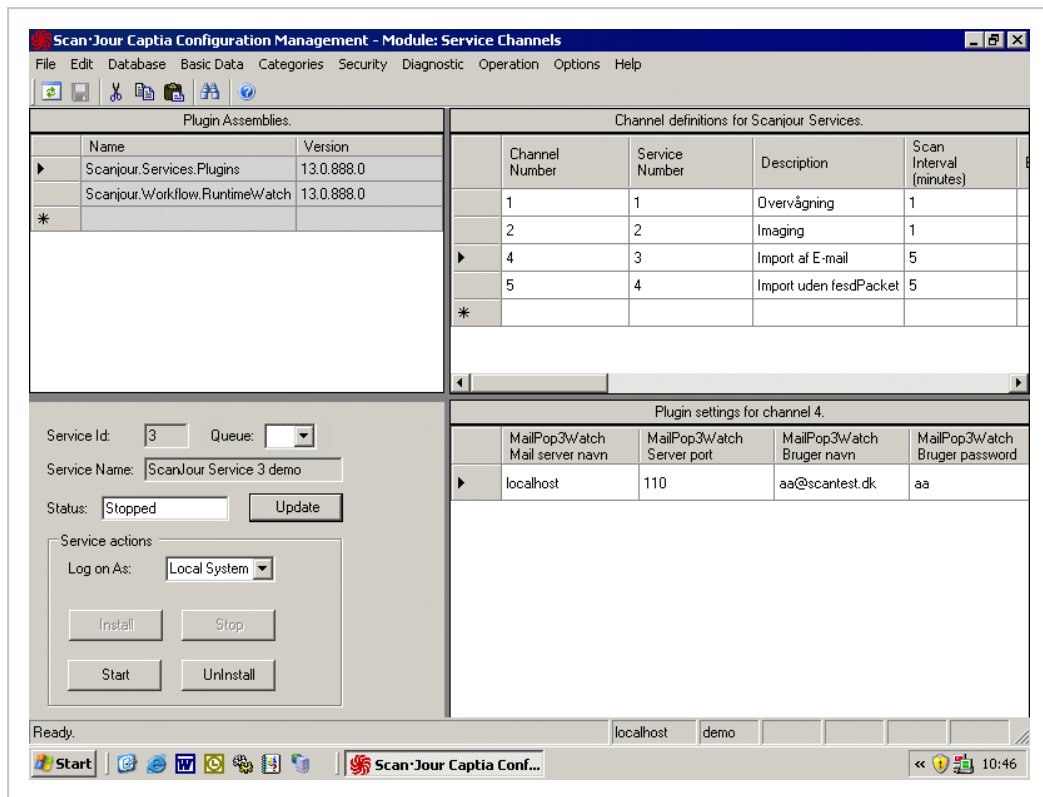 Scan·Jour Captia Configuration Management - Module: Service Channels
File Edit Database Basic Data Categories Security Diagnostic Operation Options Help
Plugin Assemblies.
Name Version
Scanjour.Services.Plugins 13.0.888.0
Scanjour.Workflow.RuntimeWatch 13.0.888.0
Channel definitions for Scanjour Services.
Channel Number Service Number Description Scan Interval (minutes)
1 1 Overvågning 1
2 2 Imaging 1
4 3 Import af E-mail 5
5 4 Import uden fesdPacket 5
Service Id: 3 Queue:
Service Name: ScanJour Service 3 demo
Status: Stopped Update
Service actions
Log on As: Local System
Install Stop
Start UnInstall
Plugin settings for channel 4.
MailPop3Watch Mail server navn MailPop3Watch Server port MailPop3Watch Bruger navn MailPop3Watch Bruger password
localhost 110 aa@scantest.dk aa
Ready. localhost demo
Start Scan·Jour Captia Conf... 10:46